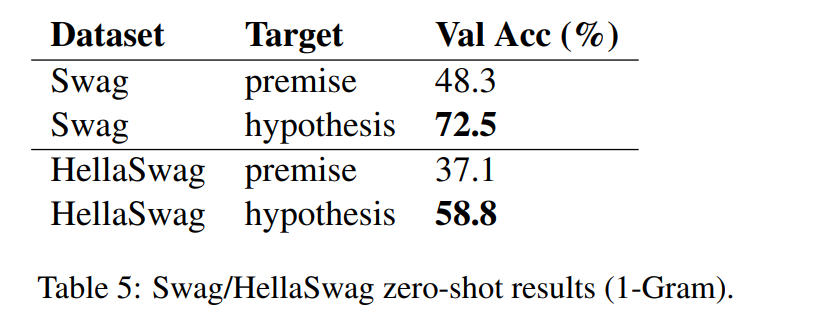 Dataset Target Val Acc (%)
Swag premise 48.3
Swag hypothesis 72.5
HellaSwag premise 37.1
HellaSwag hypothesis 58.8
Table 5: Swag/HellaSwag zero-shot results (1-Gram).